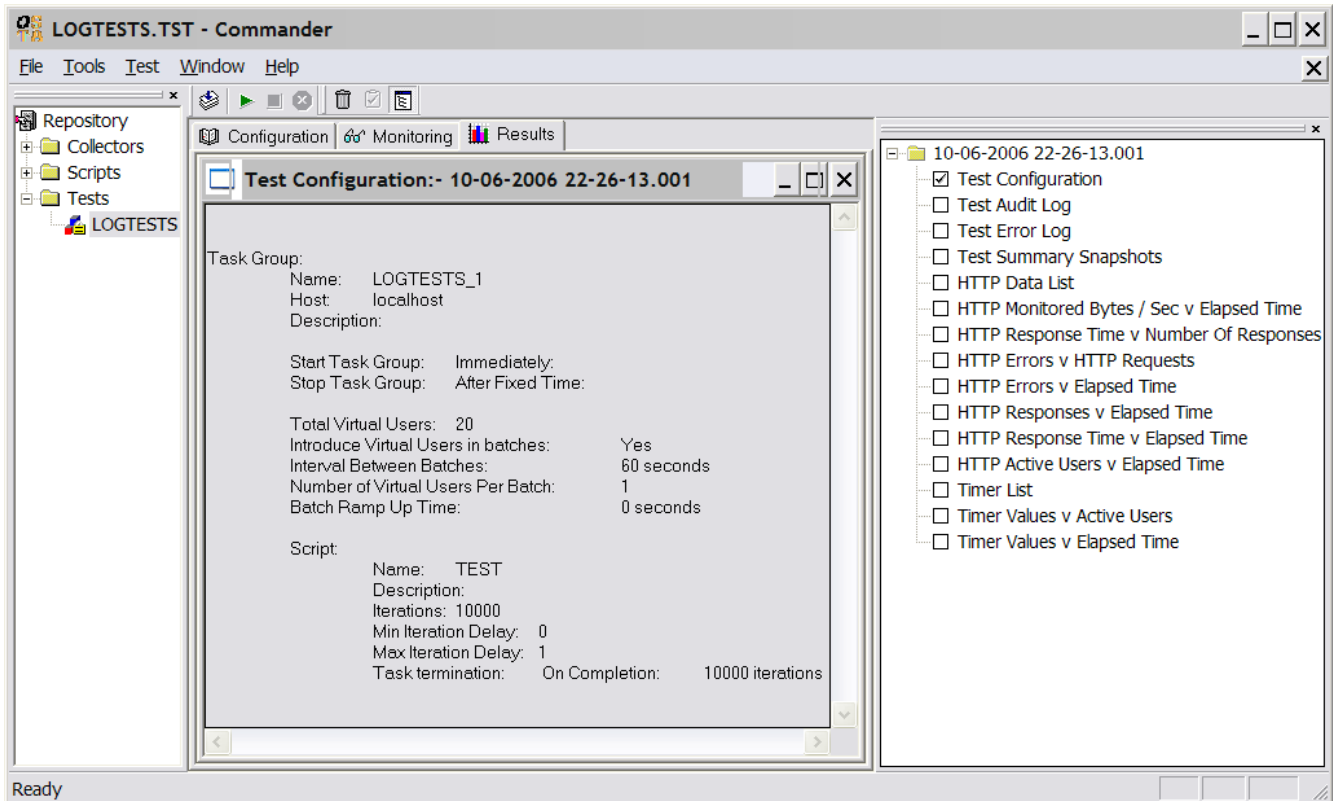 LOGTESTS.TST - Commander
File Tools Test Window Help
Repository
Collectors
Scripts
Tests
LOGTESTS
Configuration Monitoring Results
Test Configuration:- 10-06-2006 22-26-13.001
Task Group:
Name: LOGTESTS_1
Host: localhost
Description:
Start Task Group: Immediately:
Stop Task Group: After Fixed Time:
Total Virtual Users: 20
Introduce Virtual Users in batches: Yes
Interval Between Batches: 60 seconds
Number of Virtual Users Per Batch: 1
Batch Ramp Up Time: 0 seconds
Script:
Name: TEST
Description:
Iterations: 10000
Min Iteration Delay: 0
Max Iteration Delay: 1
Task termination: On Completion: 10000 iterations
10-06-2006 22-26-13.001
Test Configuration
Test Audit Log
Test Error Log
Test Summary Snapshots
HTTP Data List
HTTP Monitored Bytes / Sec v Elapsed Time
HTTP Response Time v Number Of Responses
HTTP Errors v HTTP Requests
HTTP Errors v Elapsed Time
HTTP Responses v Elapsed Time
HTTP Response Time v Elapsed Time
HTTP Active Users v Elapsed Time
Timer List
Timer Values v Active Users
Timer Values v Elapsed Time
Ready